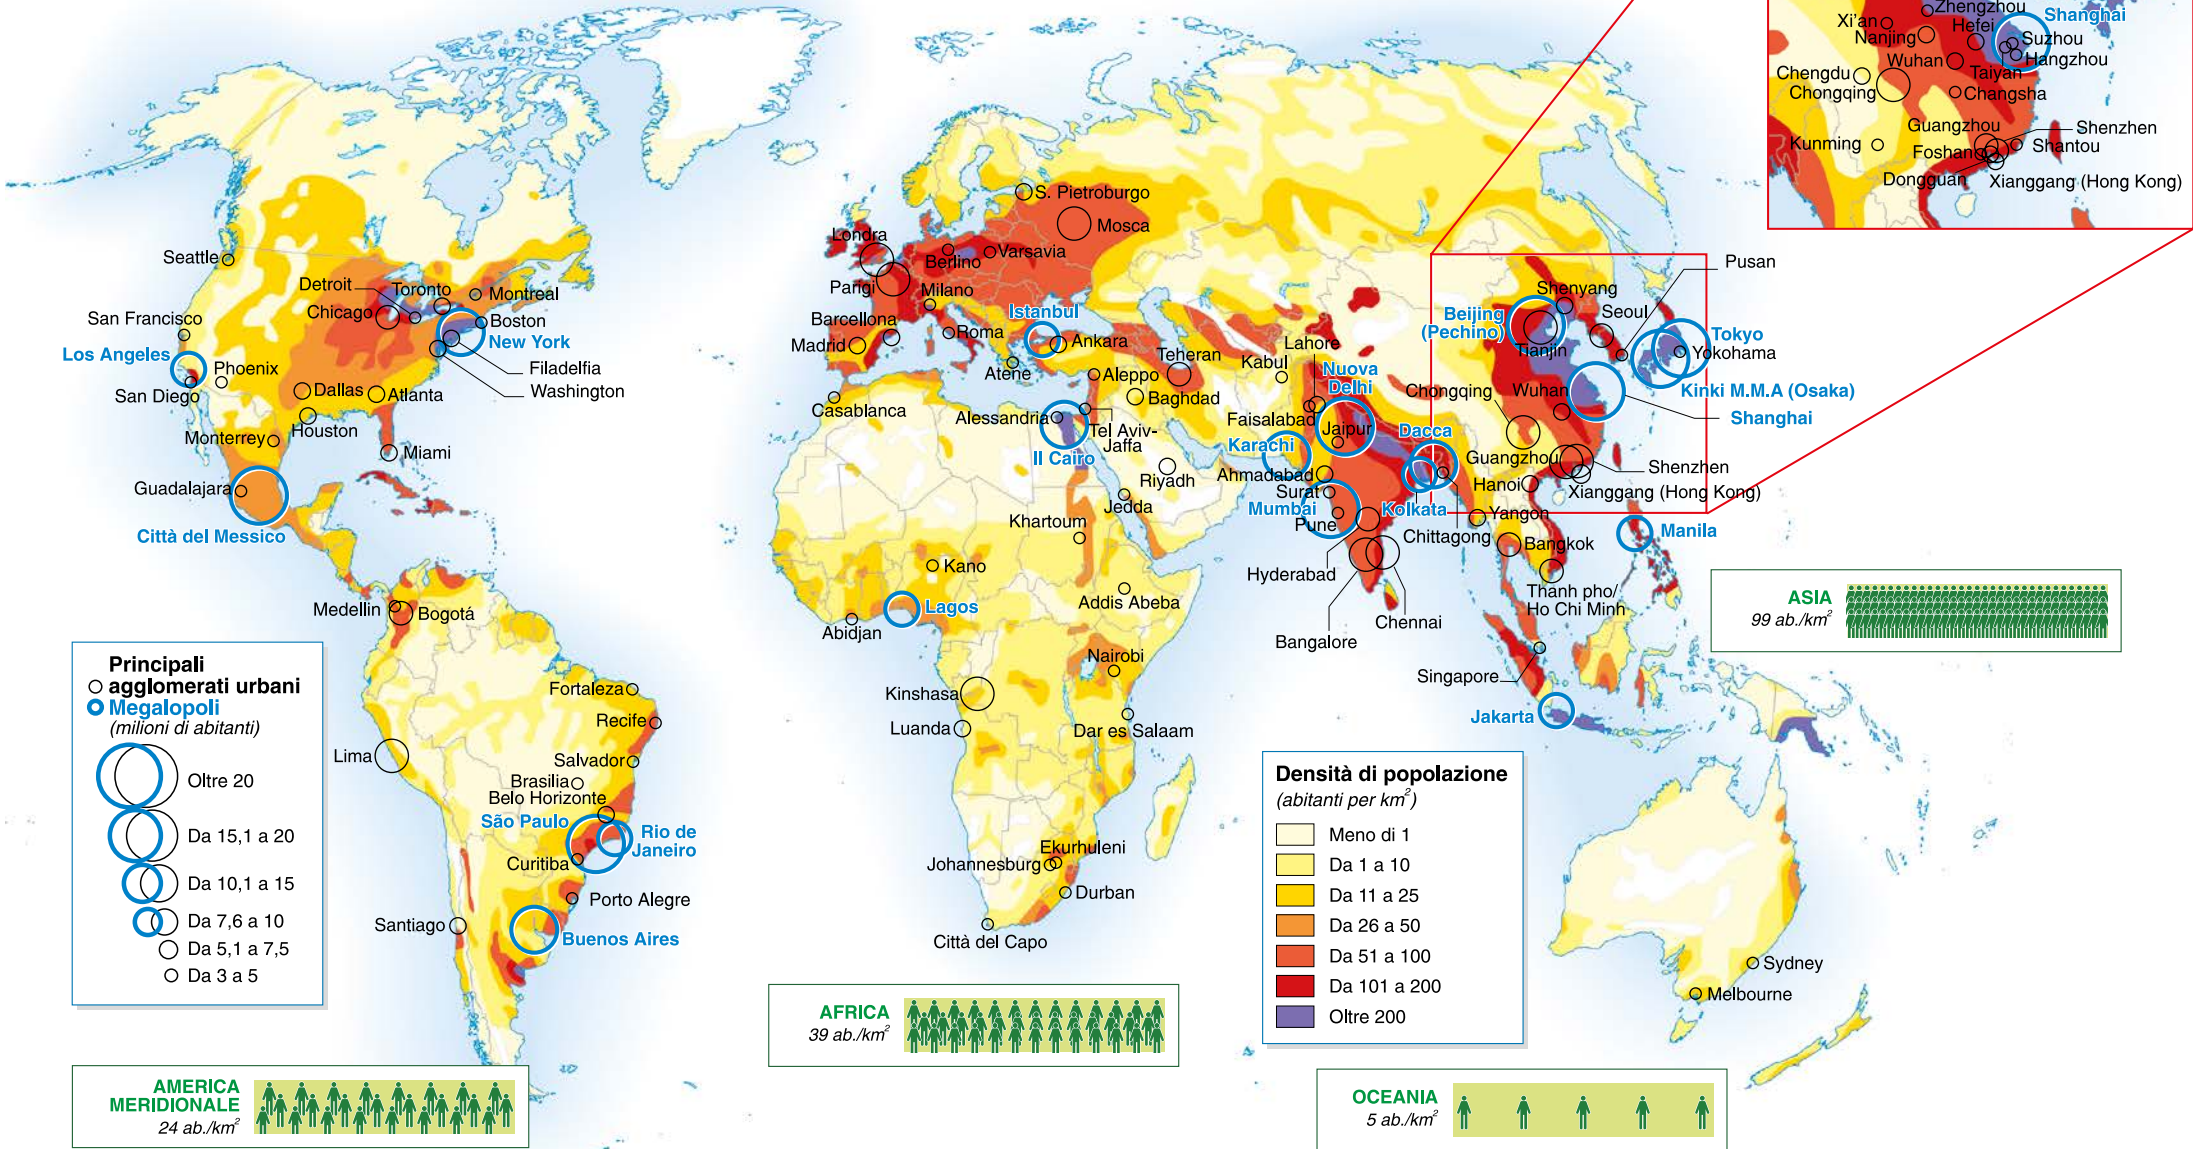 Zhengzhou
Shanghai
Xi'an
Hefei
Nanjing
Suzhou
Wuhan
Hangzhou
Taiyan
Chengdu
Chongqing
Changsha
Guangzhou
Shenzhen
Kunming
Shantou
Foshan
Dongguan
Xianggang (Hong Kong)
Seattle
Detroit
Toronto
Montreal
Chicago
San Francisco
Boston
New York
Los Angeles
Phoenix
Filadelfia
San Diego
Dallas
Atlanta
Washington
Houston
Monterrey
Miami
Guadalajara
Città del Messico
Medellin
Bogotá
Fortaleza
Recife
Lima
Salvador
Brasilia
Belo Horizonte
São Paulo
Rio de
Janeiro
Curitiba
Porto Alegre
Santiago
Buenos Aires
S. Pietroburgo
Mosca
Londra
Berlino
Varsavia
Parigi
Milano
Barcellona
Istanbul
Roma
Madrid
Ankara
Atene
Aleppo
Teheran
Casablanca
Baghdad
Alessandria
Tel Aviv-
Jaffa
Il Cairo
Riyadh
Jedda
Khartoum
Kano
Lagos
Abidjan
Addis Abeba
Nairobi
Kinshasa
Luanda
Dar es Salaam
Ekurhuleni
Johannesburg
Durban
Città del Capo
Kabul
Lahore
Nuova
Delhi
Faisalabad
Jaipur
Karachi
Ahmadabad
Surat
Mumbai
Pune
Hyderabad
Bangalore
Chennai
Dacca
Kolkata
Chittagong
Yangon
Bangkok
Hanoi
Thanh pho/
Ho Chi Minh
Singapore
Jakarta
Manila
Pusan
Shenyang
Seoul
Beijing
(Pechino)
Tianjin
Tokyo
Yokohama
Kinki M.M.A (Osaka)
Shanghai
Chongqing
Wuhan
Guangzhou
Shenzhen
Xianggang (Hong Kong)
Sydney
Melbourne
Principali
agglomerati urbani
Megalopoli
(milioni di abitanti)
Oltre 20
Da 15,1 a 20
Da 10,1 a 15
Da 7,6 a 10
Da 5,1 a 7,5
Da 3 a 5
Densità di popolazione
(abitanti per km²)
Meno di 1
Da 1 a 10
Da 11 a 25
Da 26 a 50
Da 51 a 100
Da 101 a 200
Oltre 200
ASIA
99 ab./km²
AFRICA
39 ab./km²
AMERICA
MERIDIONALE
24 ab./km²
OCEANIA
5 ab./km²